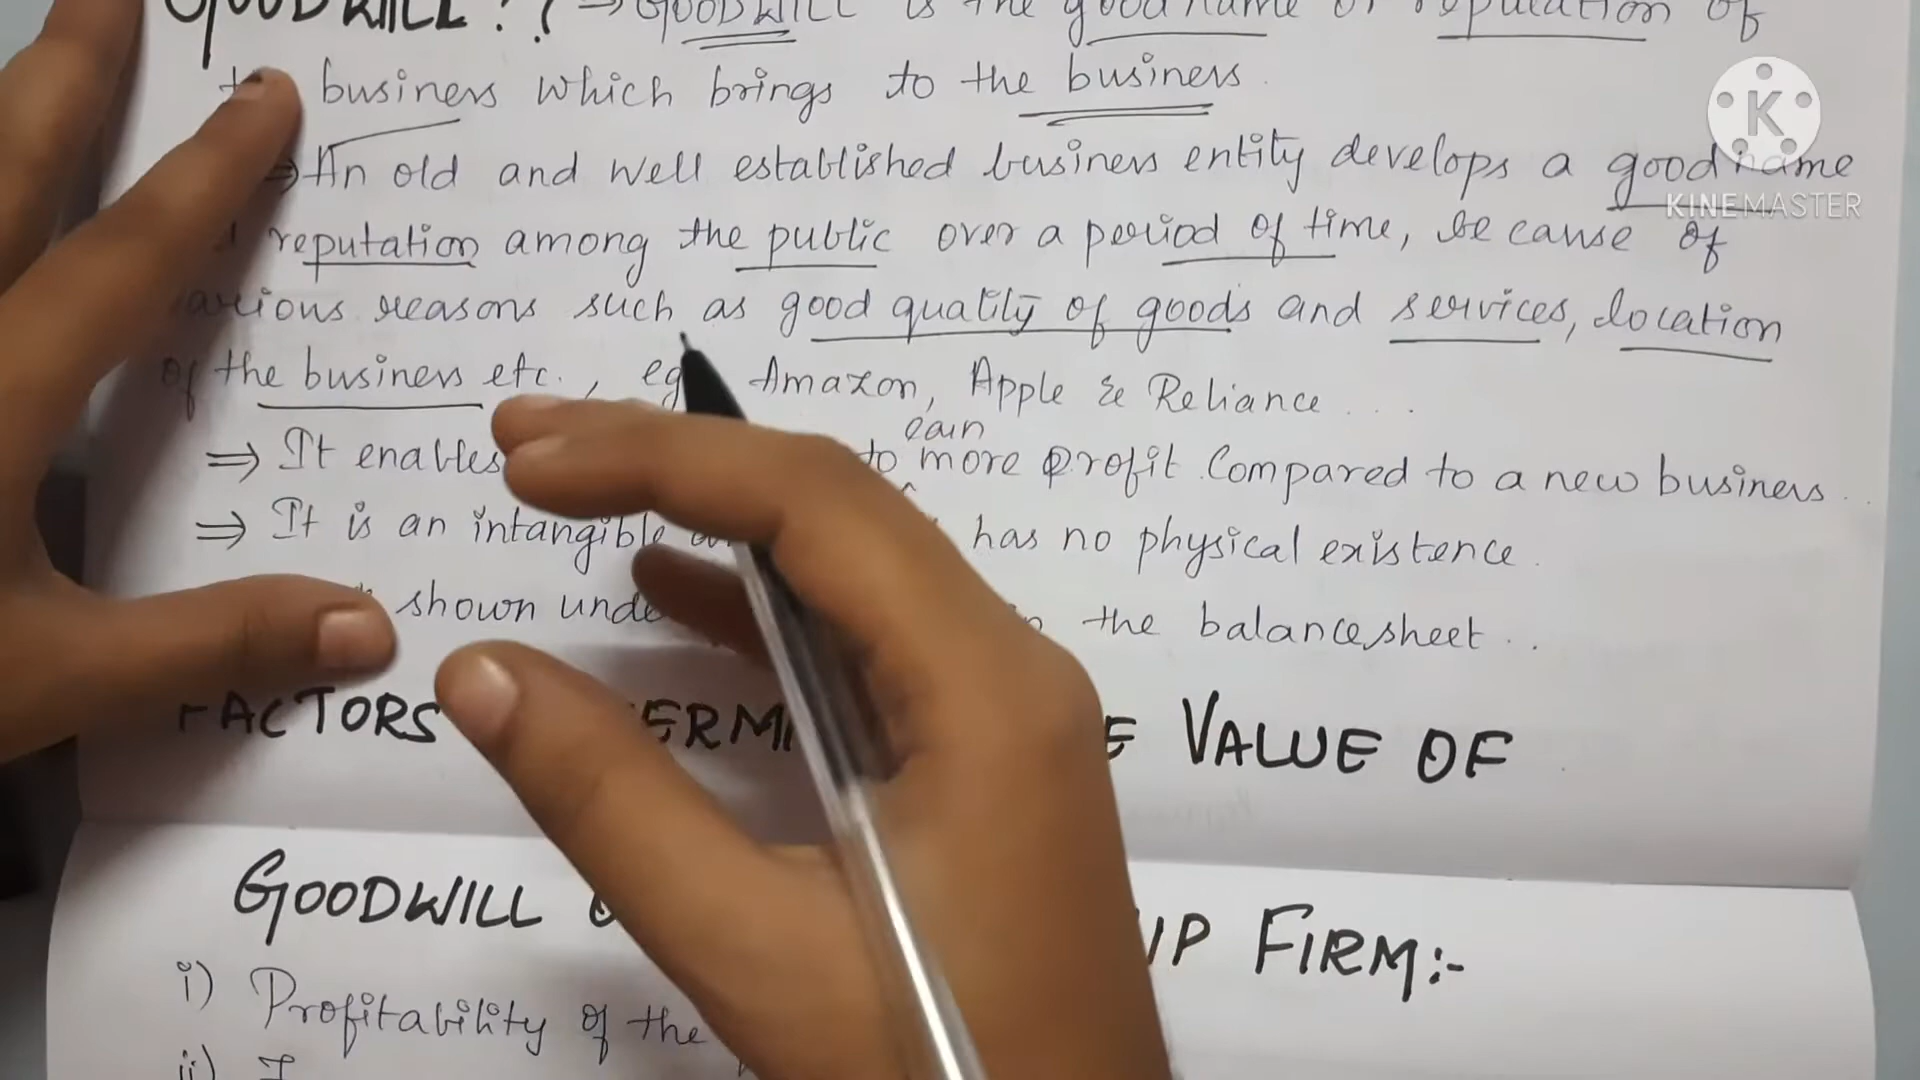 GOODWILL ?? → GOODWILL is the good name or reputation of
business which brings to the business.
⇒ An old and well established business entity develops a good name
reputation among the public over a period of time, because of
various reasons such as good quality of goods and services, location
of the business etc., eg Amazon, Apple & Reliance ...
earn
⇒ It enables to more profit compared to a new business..
⇒ It is an intangible has no physical existence.
shown the balancesheet..
FACTORS VALUE OF
GOODWILL FIRM:-
i) Profitability of the
ii)
K
KINEMASTER